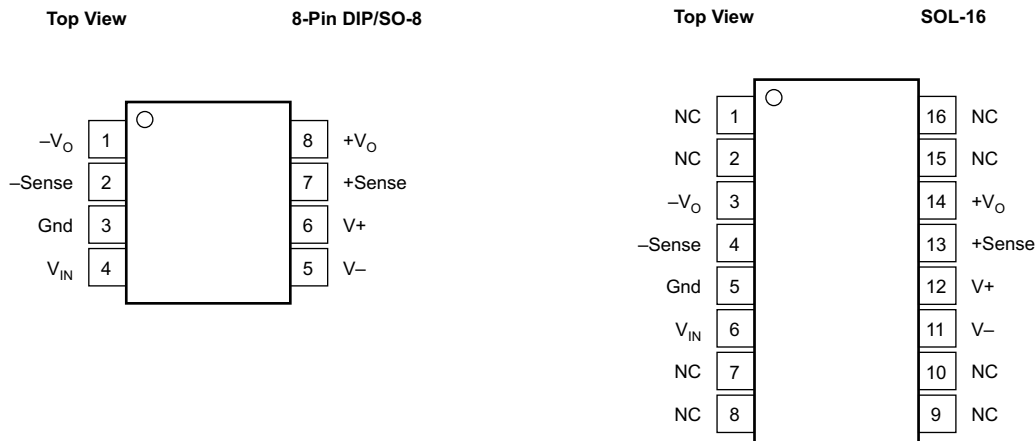 Top View 8-Pin DIP/SO-8
–VO 1 8 +VO
–Sense 2 7 +Sense
Gnd 3 6 V+
VIN 4 5 V–
Top View SOL-16
NC 1 16 NC
NC 2 15 NC
–VO 3 14 +VO
–Sense 4 13 +Sense
Gnd 5 12 V+
VIN 6 11 V–
NC 7 10 NC
NC 8 9 NC